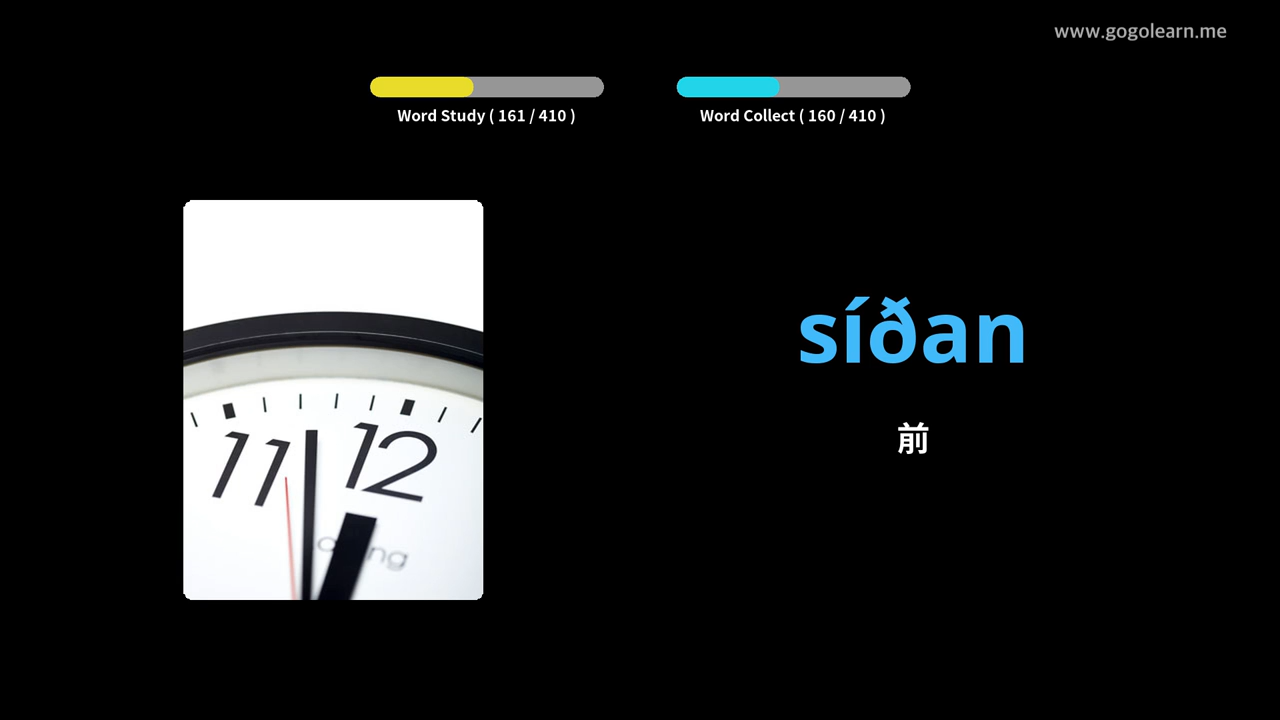 www.gogolearn.me
Word Study ( 161 / 410 )
Word Collect ( 160 / 410 )
11
12
síðan
前